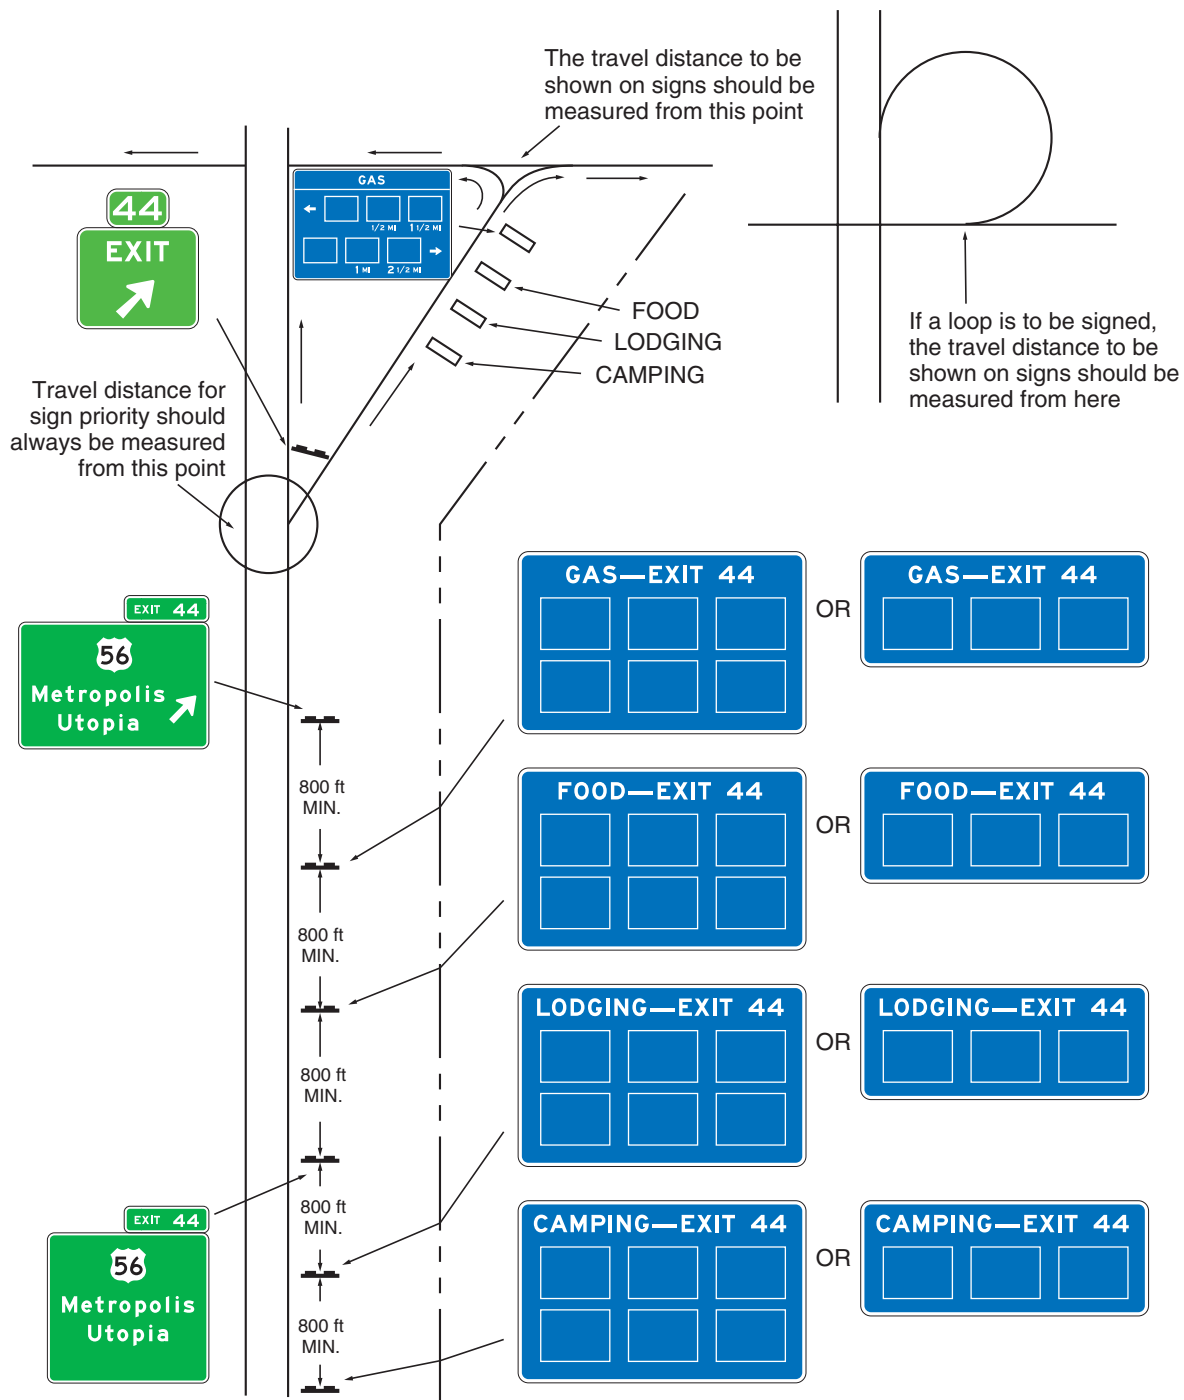 The travel distance to be
shown on signs should be
measured from this point
GAS
1/2 MI 1 1/2 MI
1 MI 2 1/2 MI
44
EXIT
FOOD
LODGING
CAMPING
If a loop is to be signed,
the travel distance to be
shown on signs should be
measured from here
Travel distance for
sign priority should
always be measured
from this point
EXIT 44
56
Metropolis
Utopia
800 ft
MIN.
800 ft
MIN.
800 ft
MIN.
800 ft
MIN.
800 ft
MIN.
EXIT 44
56
Metropolis
Utopia
GAS—EXIT 44
OR
GAS—EXIT 44
FOOD—EXIT 44
OR
FOOD—EXIT 44
LODGING—EXIT 44
OR
LODGING—EXIT 44
CAMPING—EXIT 44
OR
CAMPING—EXIT 44